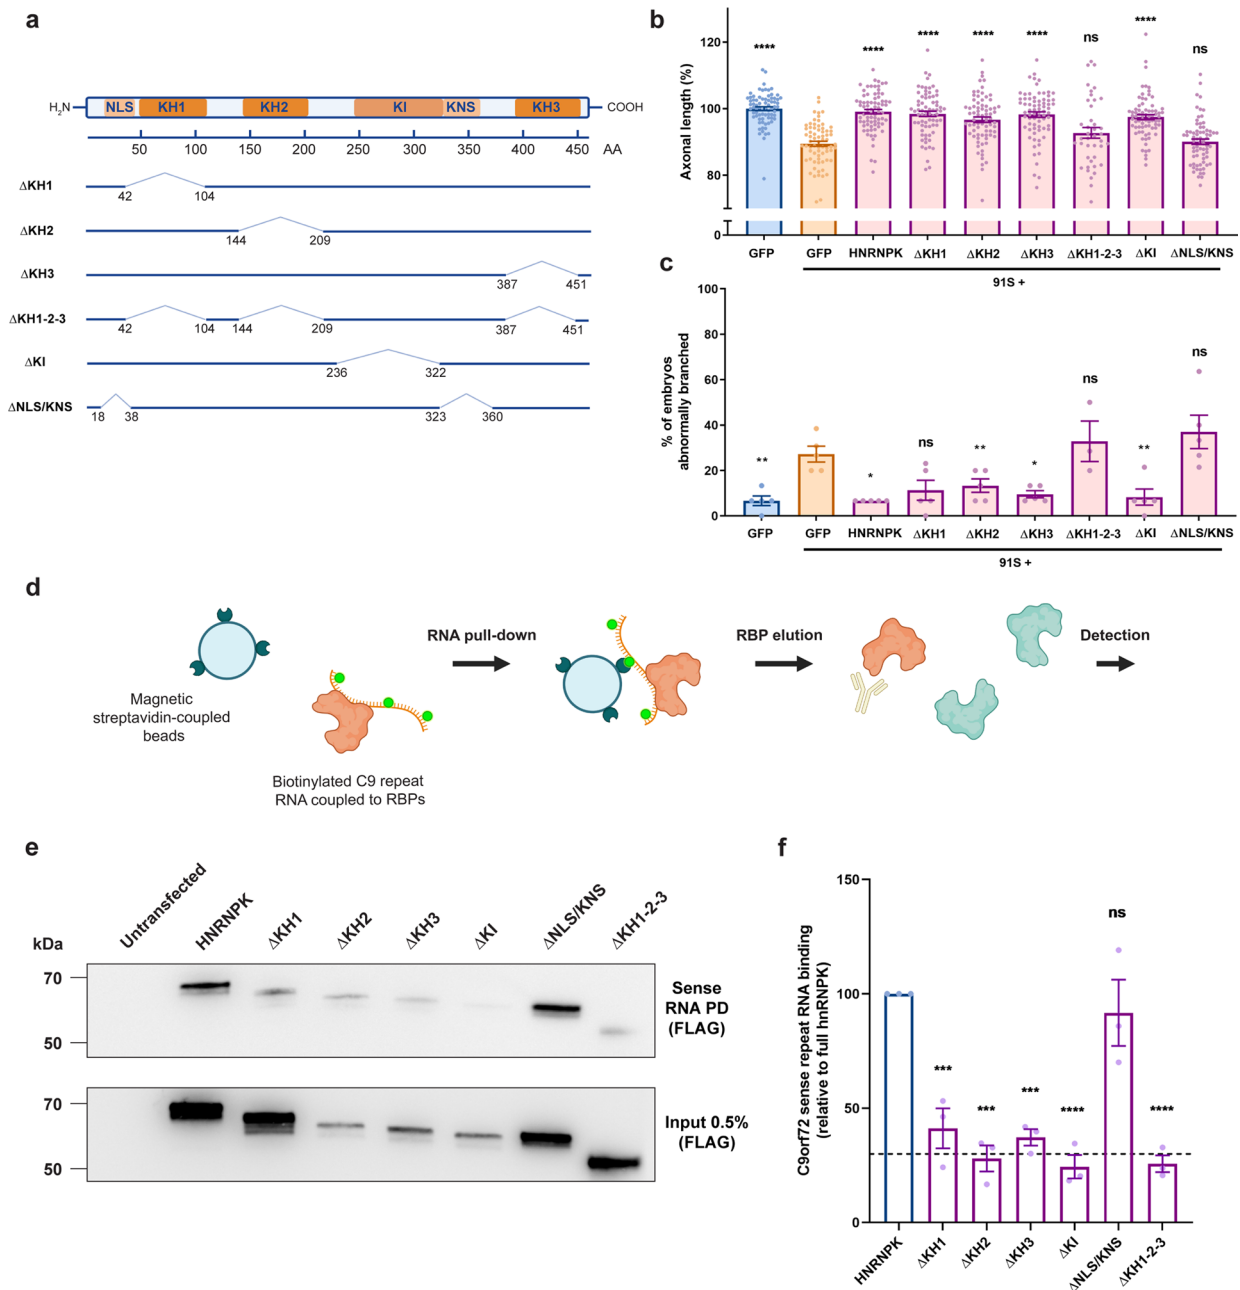 a
H₂N
NLS KH1 KH2 KI KNS KH3
COOH
50 100 150 200 250 300 350 400 450 AA
ΔKH1
42 104
ΔKH2
144 209
ΔKH3
387 451
ΔKH1-2-3
42 104 144 209 387 451
ΔKI
236 322
ΔNLS/KNS
18 38 323 360
b
Axonal length (%)
120
100
80
0
**** **** **** **** **** ns **** ns
GFP GFP HNRNPK ΔKH1 ΔKH2 ΔKH3 ΔKH1-2-3 ΔKI ΔNLS/KNS
91S +
c
% of embryos
abnormally branched
100
80
60
40
20
0
** * ns ** * ns ** ns
GFP GFP HNRNPK ΔKH1 ΔKH2 ΔKH3 ΔKH1-2-3 ΔKI ΔNLS/KNS
91S +
d
Magnetic
streptavidin-coupled
beads
Biotinylated C9 repeat
RNA coupled to RBPs
RNA pull-down
RBP elution
Detection
e
kDa
Untransfected HNRNPK ΔKH1 ΔKH2 ΔKH3 ΔKI ΔNLS/KNS ΔKH1-2-3
70
50
Sense
RNA PD
(FLAG)
70
50
Input 0.5%
(FLAG)
f
C9orf72 sense repeat RNA binding
(relative to full hnRNPK)
150
100
50
0
*** *** *** **** ns ****
HNRNPK ΔKH1 ΔKH2 ΔKH3 ΔKI ΔNLS/KNS ΔKH1-2-3